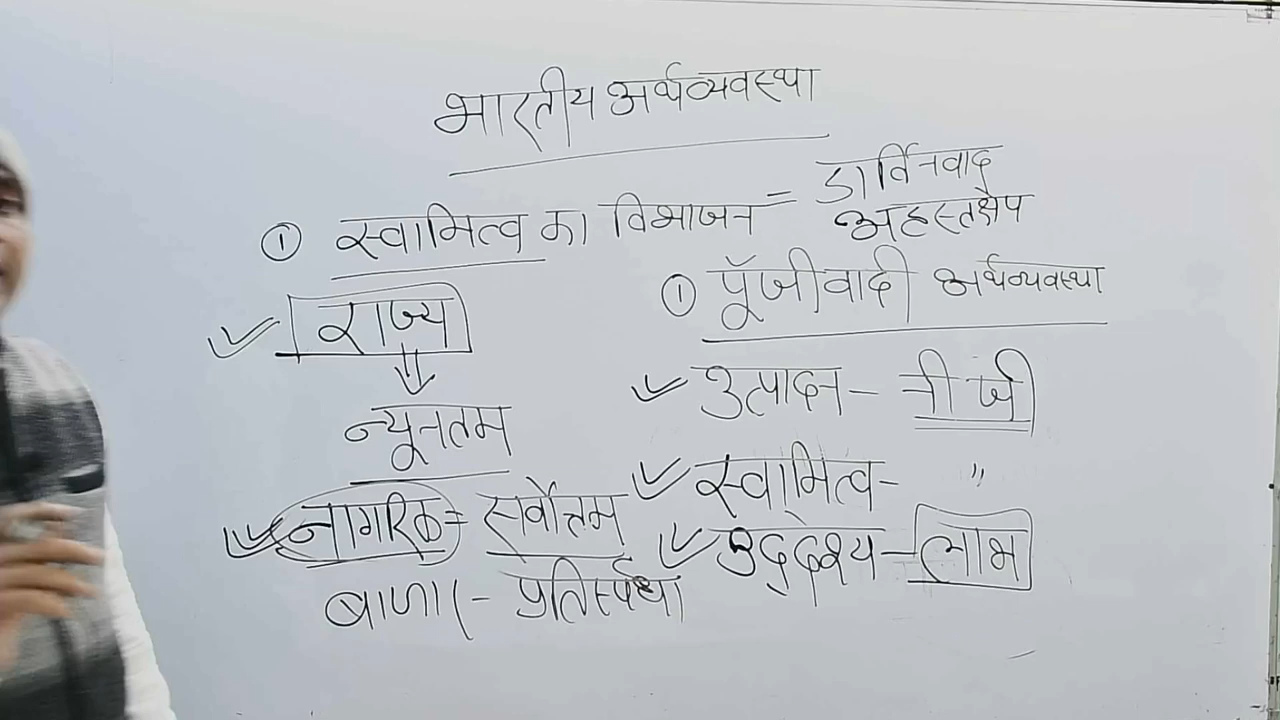 भारतीय अर्थव्यवस्था
① स्वामित्व का विभाजन = डार्विनवाद
अहस्तक्षेप
राज्य
⇓
न्यूनतम
नागरिक = सर्वोत्तम
बाजार - प्रतिस्पर्धा
① पूँजीवादी अर्थव्यवस्था
उत्पादन - नीजी
स्वामित्व - "
उद्देश्य - लाभ